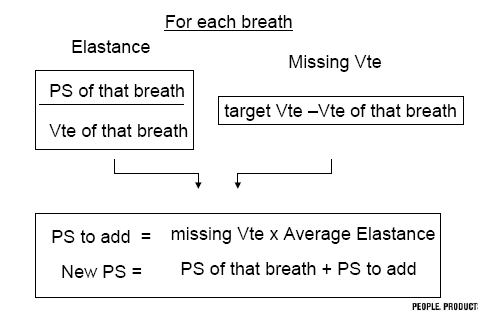 For each breath
Elastance
Missing Vte
PS of that breath
Vte of that breath
target Vte –Vte of that breath
PS to add = missing Vte x Average Elastance
New PS = PS of that breath + PS to add
PEOPLE. PRODUCT